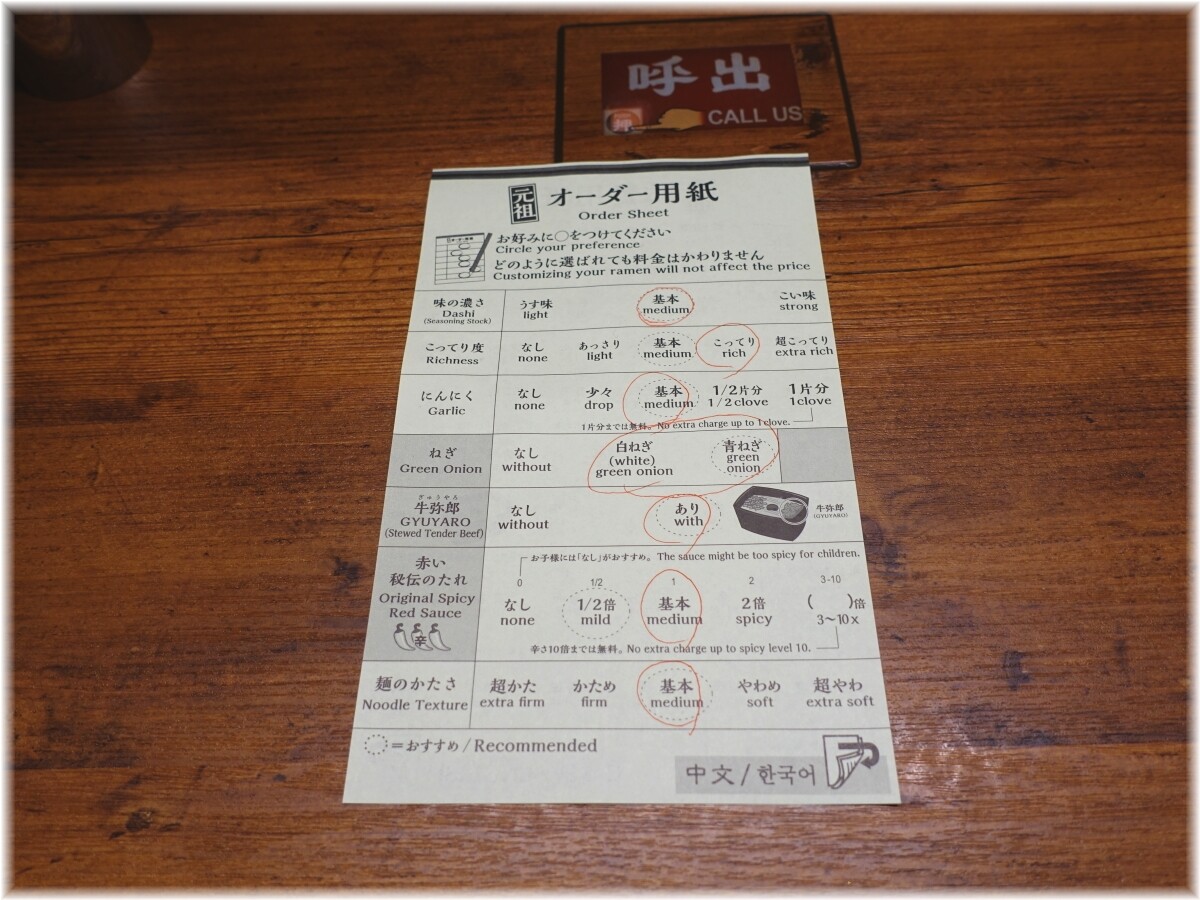 呼出
押
CALL US
元祖 オーダー用紙
Order Sheet
お好みに○をつけてください
Circle your preference
どのように選ばれても料金はかわりません
Customizing your ramen will not affect the price
味の濃さ うす味 基本 こい味
Dashi light medium strong
(Seasoning Stock)
こってり度 なし あっさり 基本 こってり 超こってり
Richness none light medium rich extra rich
にんにく なし 少々 基本 1/2片分 1片分
Garlic none drop medium 1/2 clove 1clove
1片分までは無料。No extra charge up to 1 clove.
ねぎ なし 白ねぎ 青ねぎ
Green Onion without (white) green
green onion onion
ぎゅうやろ
牛弥郎 なし あり 牛弥郎
GYUYARO without with (GYUYARO)
(Stewed Tender Beef)
お子様には「なし」がおすすめ。The sauce might be too spicy for children.
赤い 0 1/2 1 2 3-10
秘伝のたれ なし 1/2倍 基本 2倍 ( )倍
Original Spicy none mild medium spicy 3〜10x
Red Sauce
辛
辛さ10倍までは無料。No extra charge up to spicy level 10.
麺のかたさ 超かた かため 基本 やわめ 超やわ
Noodle Texture extra firm firm medium soft extra soft
=おすすめ / Recommended
中文 / 한국어